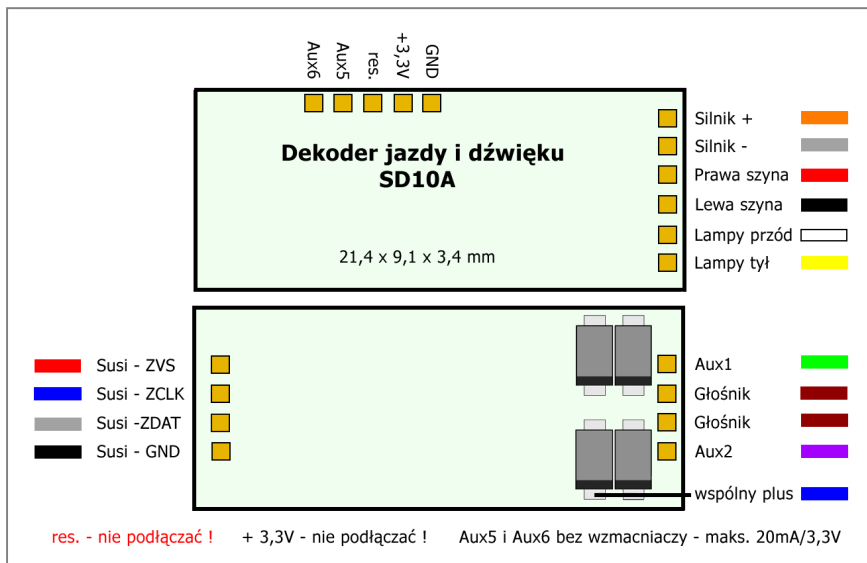 Aux6
Aux5
res.
+3,3V
GND
Dekoder jazdy i dźwięku
SD10A
21,4 x 9,1 x 3,4 mm
Silnik +
Silnik -
Prawa szyna
Lewa szyna
Lampy przód
Lampy tył
Susi - ZVS
Susi - ZCLK
Susi -ZDAT
Susi - GND
Aux1
Głośnik
Głośnik
Aux2
wspólny plus
res. - nie podłączać ! + 3,3V - nie podłączać ! Aux5 i Aux6 bez wzmacniaczy - maks. 20mA/3,3V